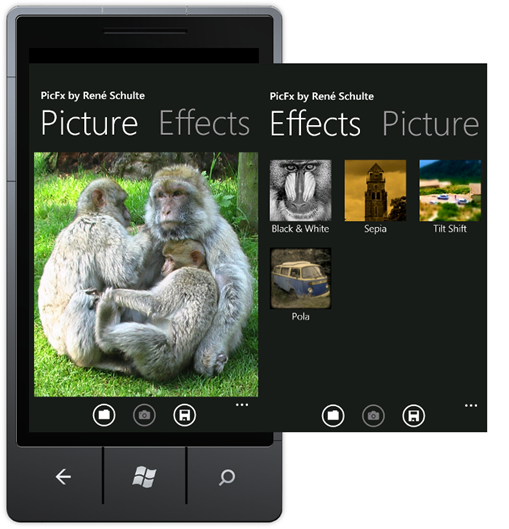 PicFx by René Schulte
Picture Effects
PicFx by René Schulte
Effects Picture
Black & White
Sepia
Tilt Shift
Pola